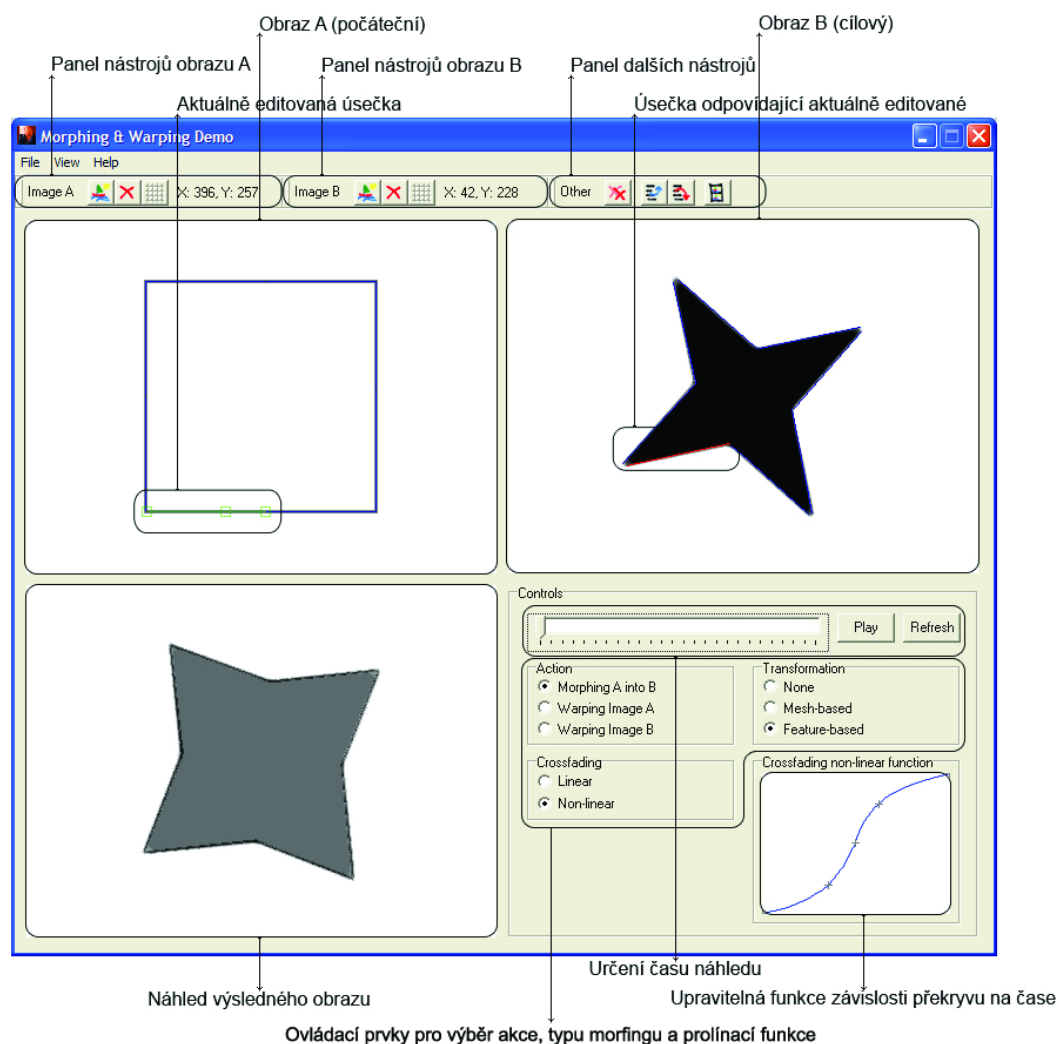 Obraz A (počáteční)
Obraz B (cílový)
Panel nástrojů obrazu A
Panel nástrojů obrazu B
Panel dalších nástrojů
Aktuálně editovaná úsečka
Úsečka odpovídající aktuálně editované
Morphing & Warping Demo
File View Help
Image A X: 396, Y: 257 Image B X: 42, Y: 228 Other
Controls
Play Refresh
Action
Morphing A into B
Warping Image A
Warping Image B
Transformation
None
Mesh-based
Feature-based
Crossfading
Linear
Non-linear
Crossfading non-linear function
Určení času náhledu
Náhled výsledného obrazu
Upravitelná funkce závislosti překryvu na čase
Ovládací prvky pro výběr akce, typu morfingu a prolínací funkce